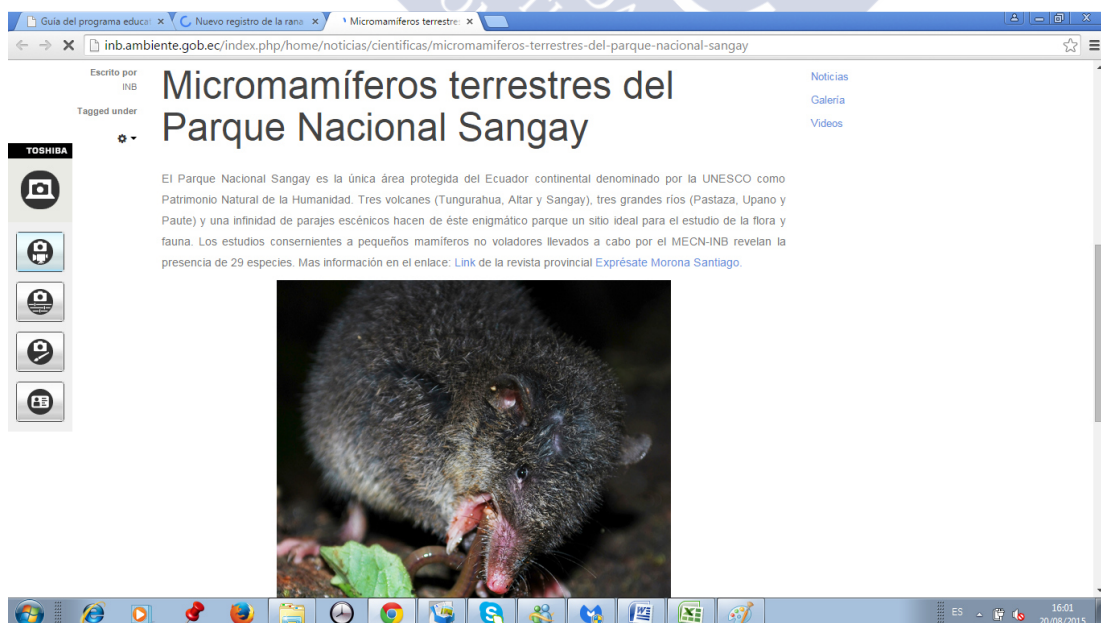 Guía del programa educat
Nuevo registro de la rana
Micromamíferos terrestre
inb.ambiente.gob.ec/index.php/home/noticias/cientificas/micromamiferos-terrestres-del-parque-nacional-sangay
Escrito por
INB
Tagged under
TOSHIBA
Micromamíferos terrestres del
Parque Nacional Sangay
El Parque Nacional Sangay es la única área protegida del Ecuador continental denominado por la UNESCO como
Patrimonio Natural de la Humanidad. Tres volcanes (Tungurahua, Altar y Sangay), tres grandes ríos (Pastaza, Upano y
Paute) y una infinidad de parajes escénicos hacen de éste enigmático parque un sitio ideal para el estudio de la flora y
fauna. Los estudios consernientes a pequeños mamíferos no voladores llevados a cabo por el MECN-INB revelan la
presencia de 29 especies. Mas información en el enlace: Link de la revista provincial Exprésate Morona Santiago.
Noticias
Galería
Videos
ES
16:01
20/08/2015